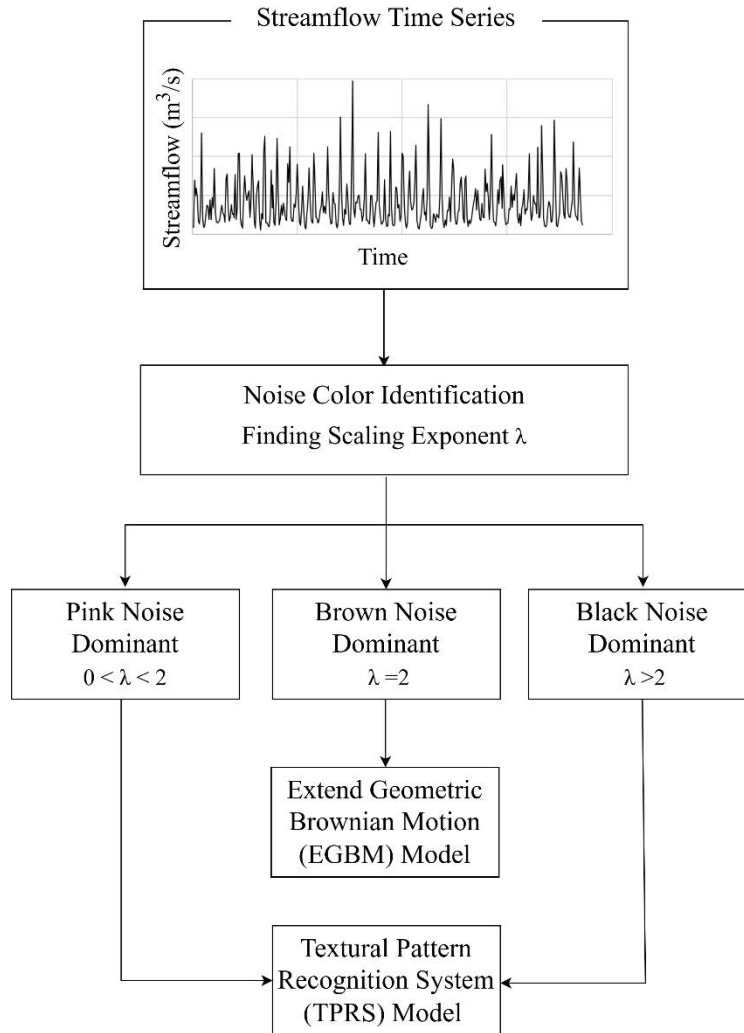 Streamflow Time Series
Streamflow (m³/s)
Time
Noise Color Identification
Finding Scaling Exponent λ
Pink Noise
Dominant
0 < λ < 2
Brown Noise
Dominant
λ =2
Black Noise
Dominant
λ >2
Extend Geometric
Brownian Motion
(EGBM) Model
Textural Pattern
Recognition System
(TPRS) Model